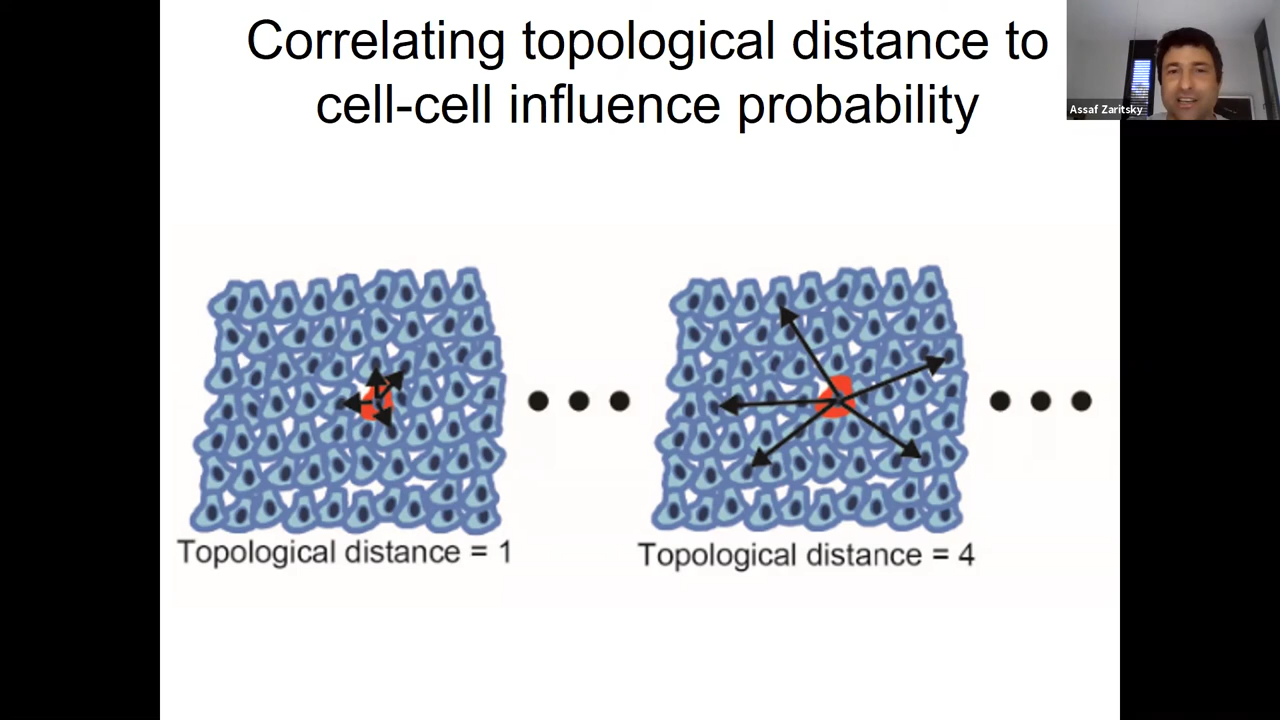 Correlating topological distance to
cell-cell influence probability
Assaf Zaritsky
Topological distance = 1
Topological distance = 4